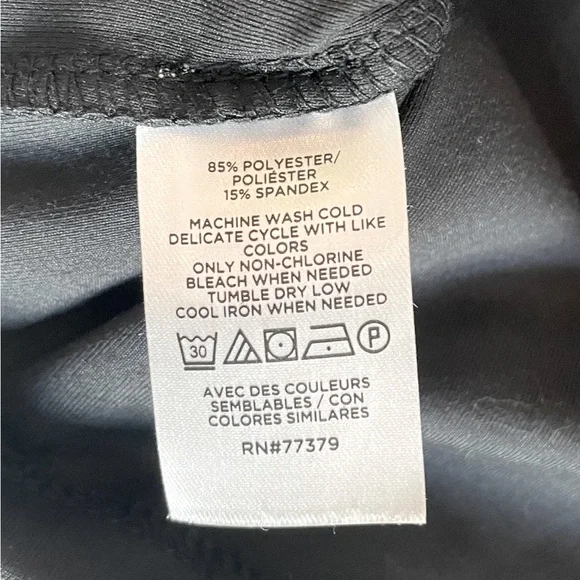 85% POLYESTER/
POLIÉSTER
15% SPANDEX
MACHINE WASH COLD
DELICATE CYCLE WITH LIKE
COLORS
ONLY NON-CHLORINE
BLEACH WHEN NEEDED
TUMBLE DRY LOW
COOL IRON WHEN NEEDED
30 P
AVEC DES COULEURS
SEMBLABLES / CON
COLORES SIMILARES
RN#77379